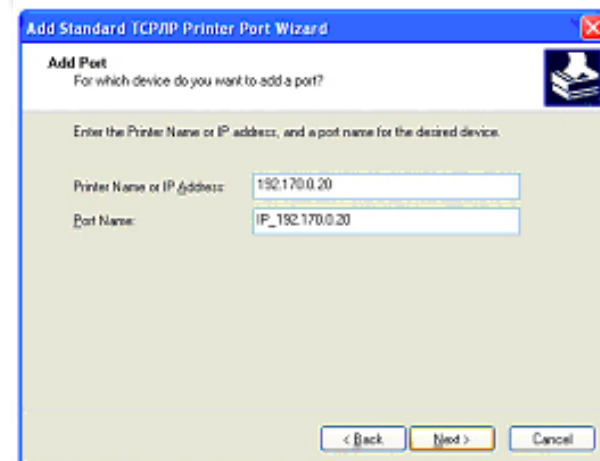 Add Standard TCP/IP Printer Port Wizard
Add Port
For which device do you want to add a port?
Enter the Printer Name or IP address, and a port name for the desired device.
Printer Name or IP Address: 192.170.0.20
Port Name: IP_192.170.0.20
< Back Next > Cancel